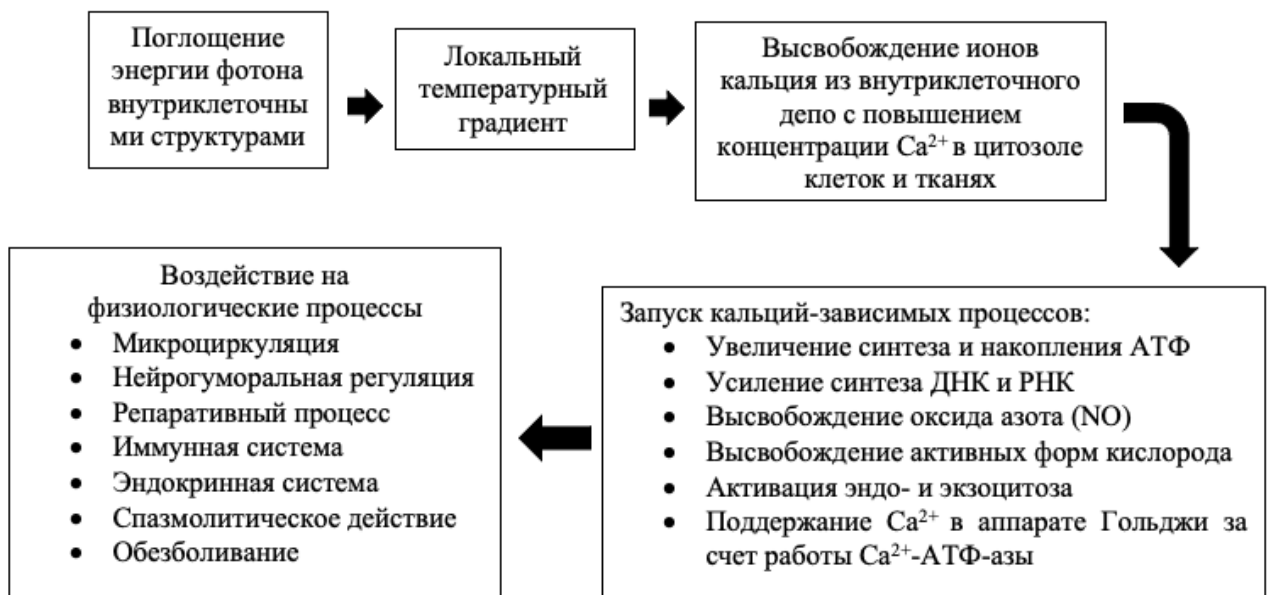 Поглощение
энергии фотона
внутриклеточны
ми структурами
Локальный
температурный
градиент
Высвобождение ионов
кальция из внутриклеточного
депо с повышением
концентрации Ca²⁺ в цитозоле
клеток и тканях
Запуск кальций-зависимых процессов:
• Увеличение синтеза и накопления АТФ
• Усиление синтеза ДНК и РНК
• Высвобождение оксида азота (NO)
• Высвобождение активных форм кислорода
• Активация эндо- и экзоцитоза
• Поддержание Ca²⁺ в аппарате Гольджи за
счет работы Ca²⁺-АТФ-азы
Воздействие на
физиологические процессы
• Микроциркуляция
• Нейрогуморальная регуляция
• Репаративный процесс
• Иммунная система
• Эндокринная система
• Спазмолитическое действие
• Обезболивание